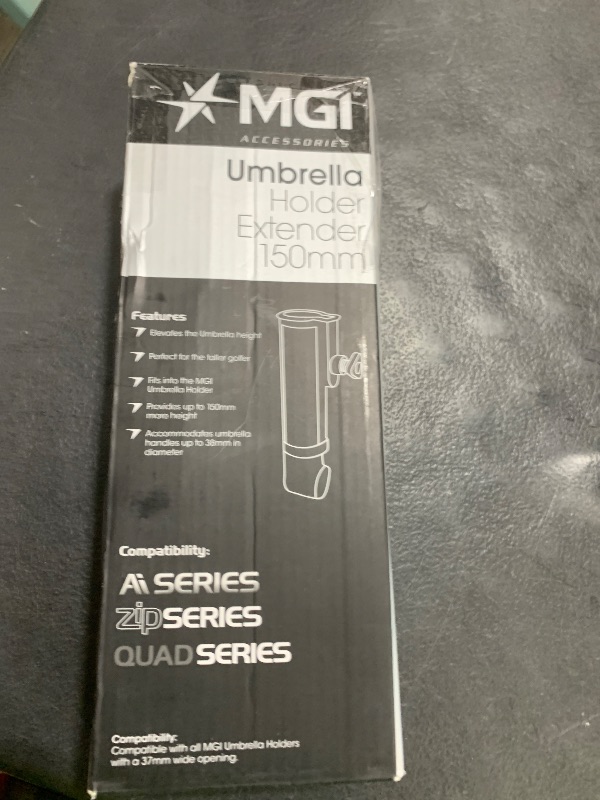 MGI
ACCESSORIES
Umbrella
Holder
Extender
150mm
Features
Elevates the Umbrella height
Perfect for the taller golfer
Fits into the MGI
Umbrella Holder
Provides up to 150mm
more height
Accommodates umbrella
handles up to 38mm in
diameter
Compatibility:
Ai SERIES
zip SERIES
QUAD SERIES
Compatibility:
Compatible with all MGI Umbrella Holders
with a 37mm wide opening.